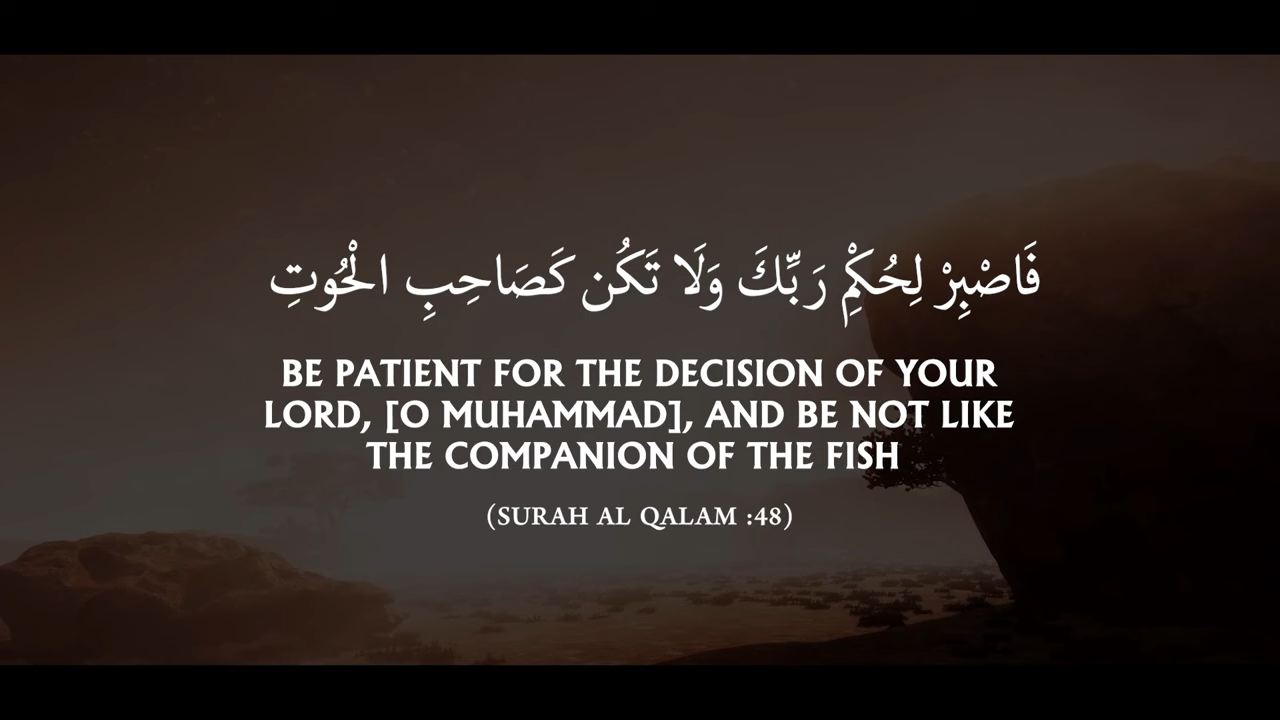 فَاصْبِرْ لِحُكْمِ رَبِّكَ وَلَا تَكُن كَصَاحِبِ الْحُوتِ
BE PATIENT FOR THE DECISION OF YOUR
LORD, [O MUHAMMAD], AND BE NOT LIKE
THE COMPANION OF THE FISH
(SURAH AL QALAM :48)